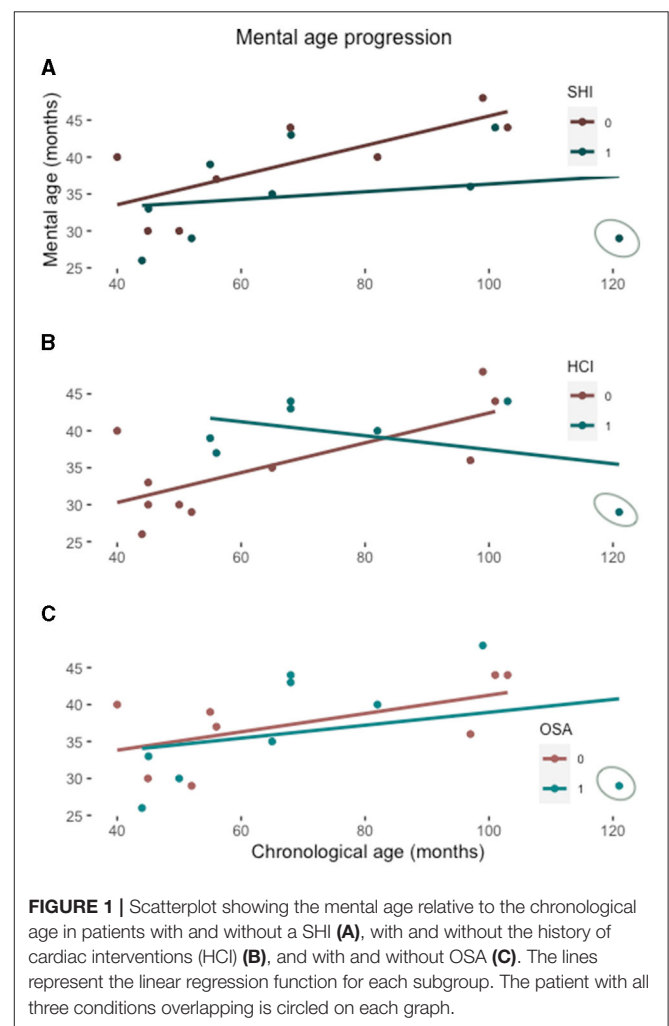 Mental age progression
A
Mental age (months)
45
40
35
30
25
40 60 80 100 120
SHI
0
1
B
45
40
35
30
25
40 60 80 100 120
HCI
0
1
C
45
40
35
30
25
40 60 80 100 120
OSA
0
1
Chronological age (months)
FIGURE 1 | Scatterplot showing the mental age relative to the chronological
age in patients with and without a SHI (A), with and without the history of
cardiac interventions (HCI) (B), and with and without OSA (C). The lines
represent the linear regression function for each subgroup. The patient with all
three conditions overlapping is circled on each graph.